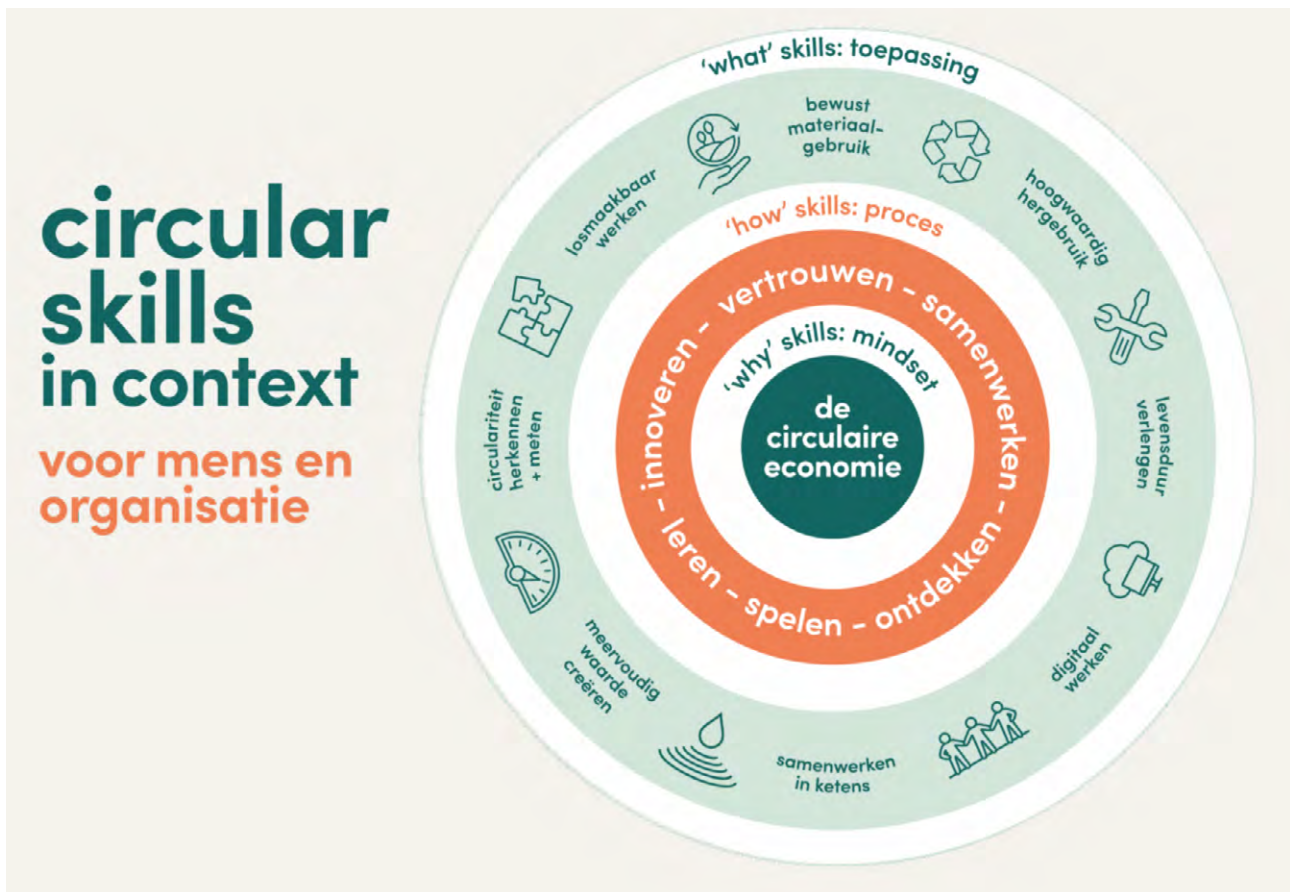 circular
skills
in context
voor mens en
organisatie
'what' skills: toepassing
bewust
materiaal-
gebruik
hoogwaardig
hergebruik
levensduur
verlengen
digitaal
werken
samenwerken
in ketens
meervoudig
waarde
creëren
circulariteit
herkennen
+ meten
losmaakbaar
werken
'how' skills: proces
innoveren - vertrouwen - samenwerken - ontdekken - spelen - leren -
'why' skills: mindset
de
circulaire
economie